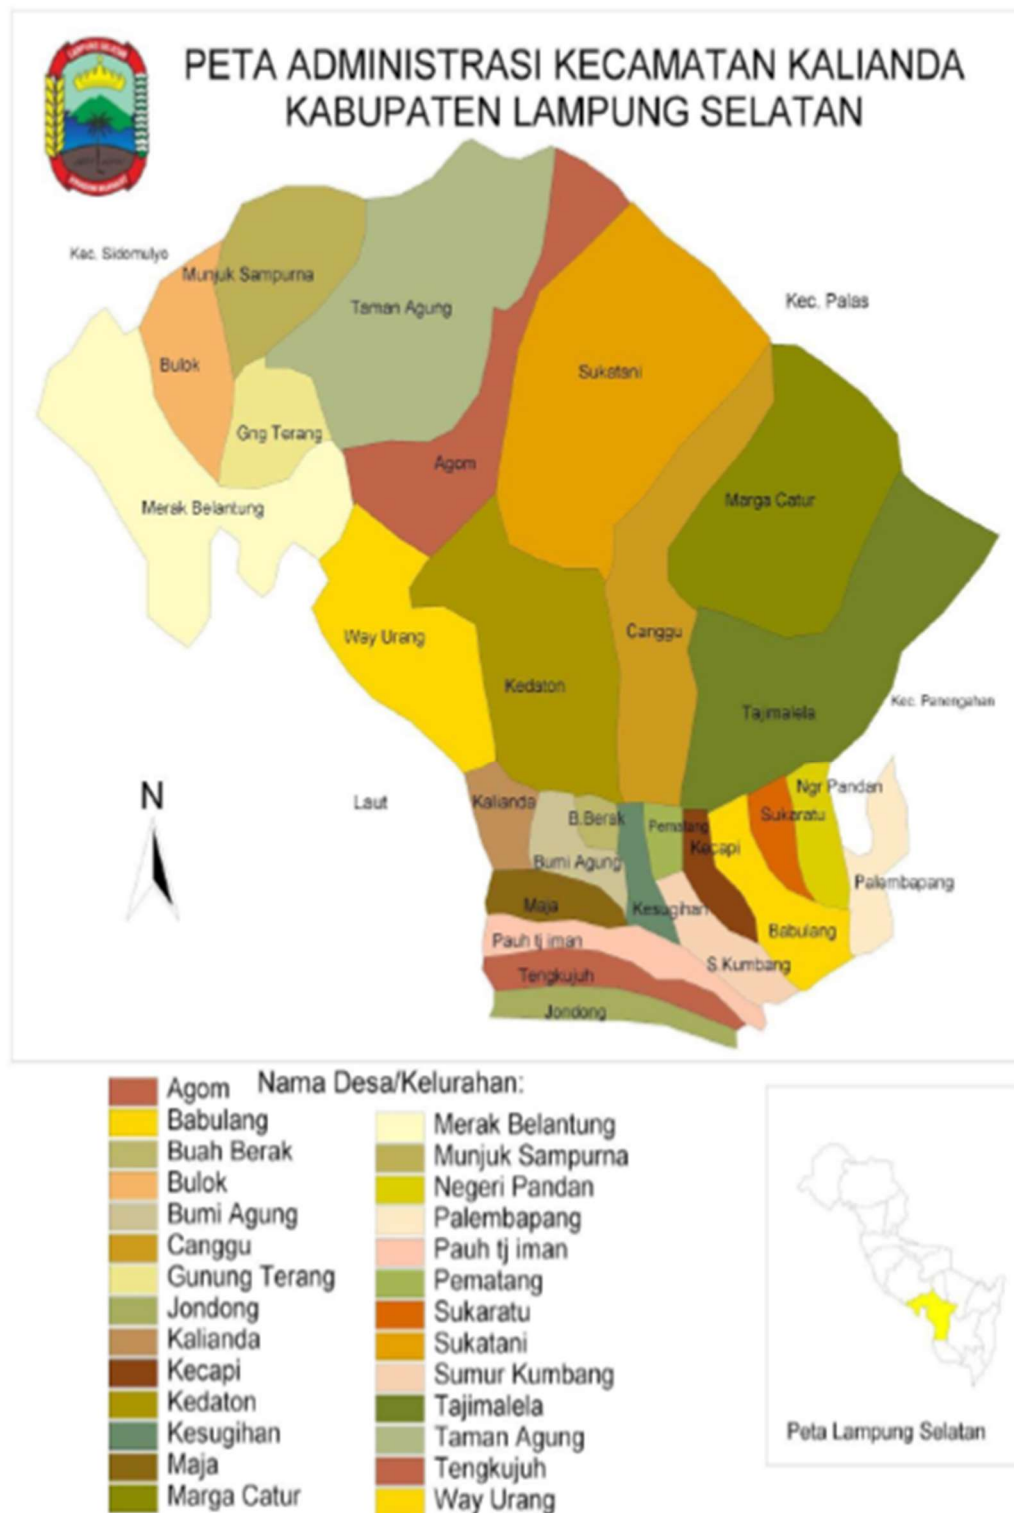 LAMPUNG SELATAN
PETA ADMINISTRASI KECAMATAN KALIANDA
KABUPATEN LAMPUNG SELATAN
Kec. Sidomulyo
Munjuk Sampurna
Taman Agung
Kec. Palas
Bulok
Sukatani
Gng Terang
Agom
Merak Belantung
Marga Catur
Way Urang
Canggu
Kedaton
Tajimalela
Kec. Panengahan
N
Laut
Kalianda
B.Berak
Pematang
Ngr Pandan
Sukaratu
Kecapi
Bumi Agung
Palembapang
Maja
Kesugihan
Babulang
Pauh tj iman
S.Kumbang
Tengkujuh
Jondong
Nama Desa/Kelurahan:
Agom
Babulang
Buah Berak
Bulok
Bumi Agung
Canggu
Gunung Terang
Jondong
Kalianda
Kecapi
Kedaton
Kesugihan
Maja
Marga Catur
Merak Belantung
Munjuk Sampurna
Negeri Pandan
Palembapang
Pauh tj iman
Pematang
Sukaratu
Sukatani
Sumur Kumbang
Tajimalela
Taman Agung
Tengkujuh
Way Urang
Peta Lampung Selatan